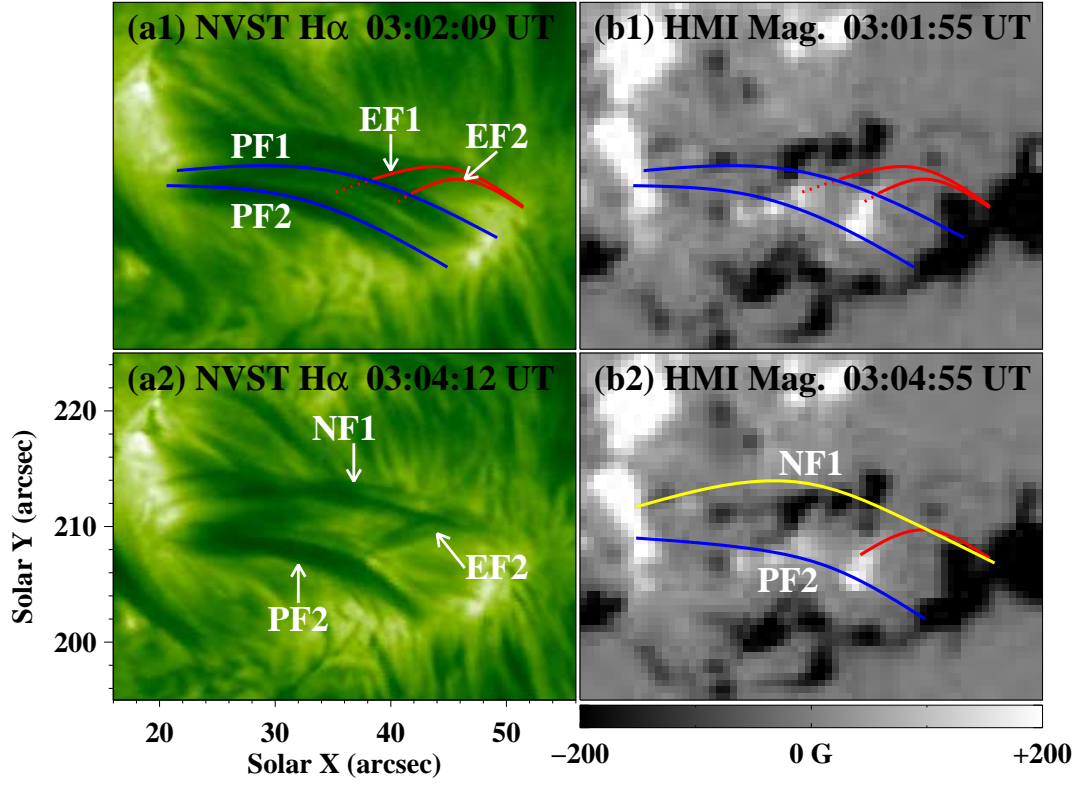 (a1) NVST Hα 03:02:09 UT
(b1) HMI Mag. 03:01:55 UT
EF1
EF2
PF1
PF2
(a2) NVST Hα 03:04:12 UT
(b2) HMI Mag. 03:04:55 UT
NF1
NF1
EF2
PF2
PF2
220
210
200
Solar Y (arcsec)
20 30 40 50
Solar X (arcsec)
−200 0 G +200